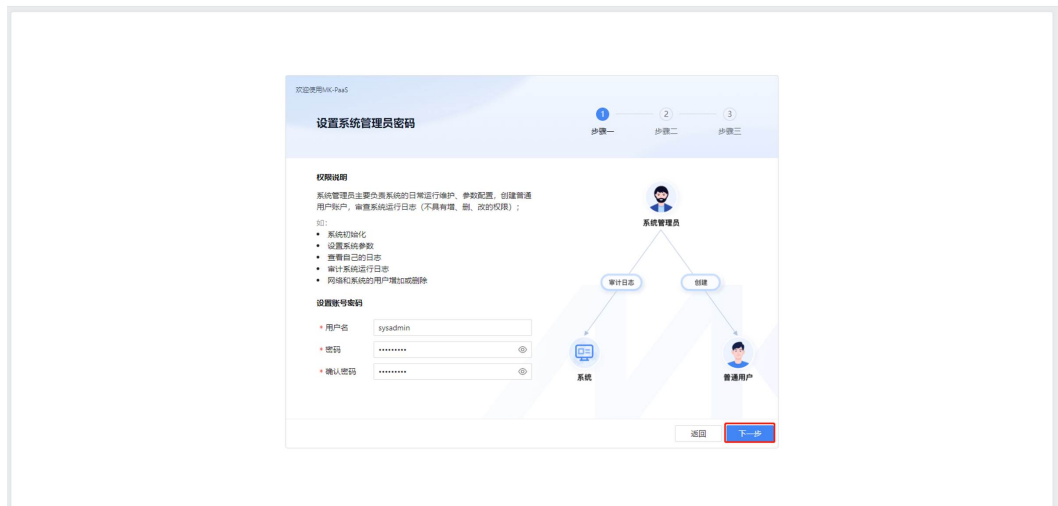 欢迎使用MK-PaaS
设置系统管理员密码
1
2
3
步骤一
步骤二
步骤三
权限说明
系统管理员主要负责系统的日常运行维护、参数配置，创建普通
用户账户，审查系统运行日志（不具有增、删、改的权限）；
如：
• 系统初始化
• 设置系统参数
• 查看自己的日志
• 审计系统运行日志
• 网络和系统的用户增加或删除
设置账号密码
* 用户名
sysadmin
* 密码
•••••••••
* 确认密码
•••••••••
系统管理员
审计日志
创建
系统
普通用户
返回
下一步